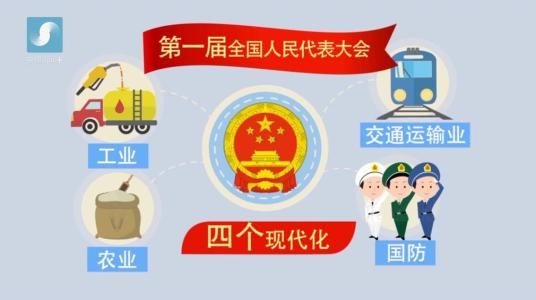 第一届全国人民代表大会
工业
交通运输业
农业
国防
四个现代化